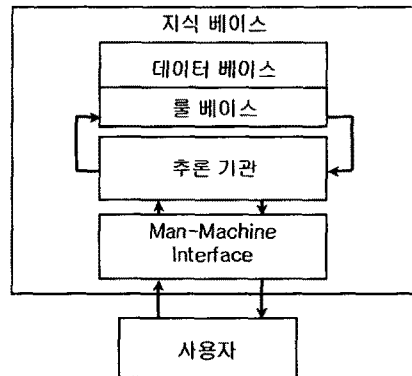 지식 베이스
데이터 베이스
룰 베이스
추론 기관
Man-Machine
Interface
사용자